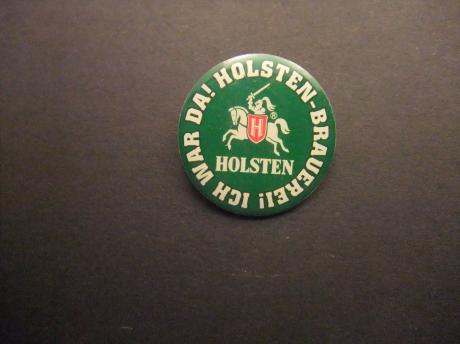 ICH WAR DA! HOLSTEN-BRAUEREI!
H
®
HOLSTEN